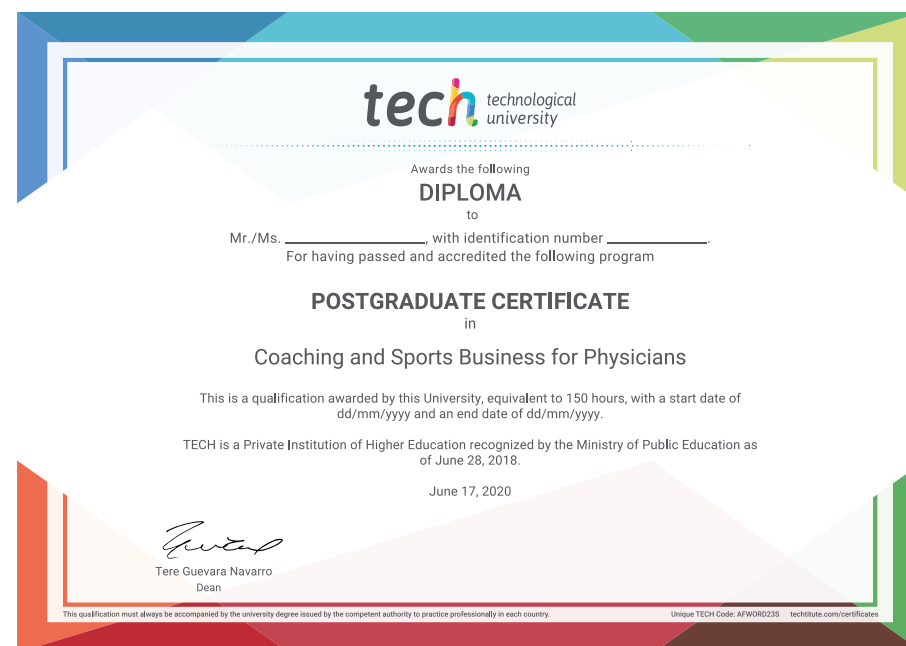 tech technological
university
Awards the following
DIPLOMA
to
Mr./Ms. ____________________, with identification number ______________.
For having passed and accredited the following program
POSTGRADUATE CERTIFICATE
in
Coaching and Sports Business for Physicians
This is a qualification awarded by this University, equivalent to 150 hours, with a start date of
dd/mm/yyyy and an end date of dd/mm/yyyy.
TECH is a Private Institution of Higher Education recognized by the Ministry of Public Education as
of June 28, 2018.
June 17, 2020
Tere Guevara Navarro
Dean
This qualification must always be accompanied by the university degree issued by the competent authority to practice professionally in each country.
Unique TECH Code: AFWORD23S techtitute.com/certificates